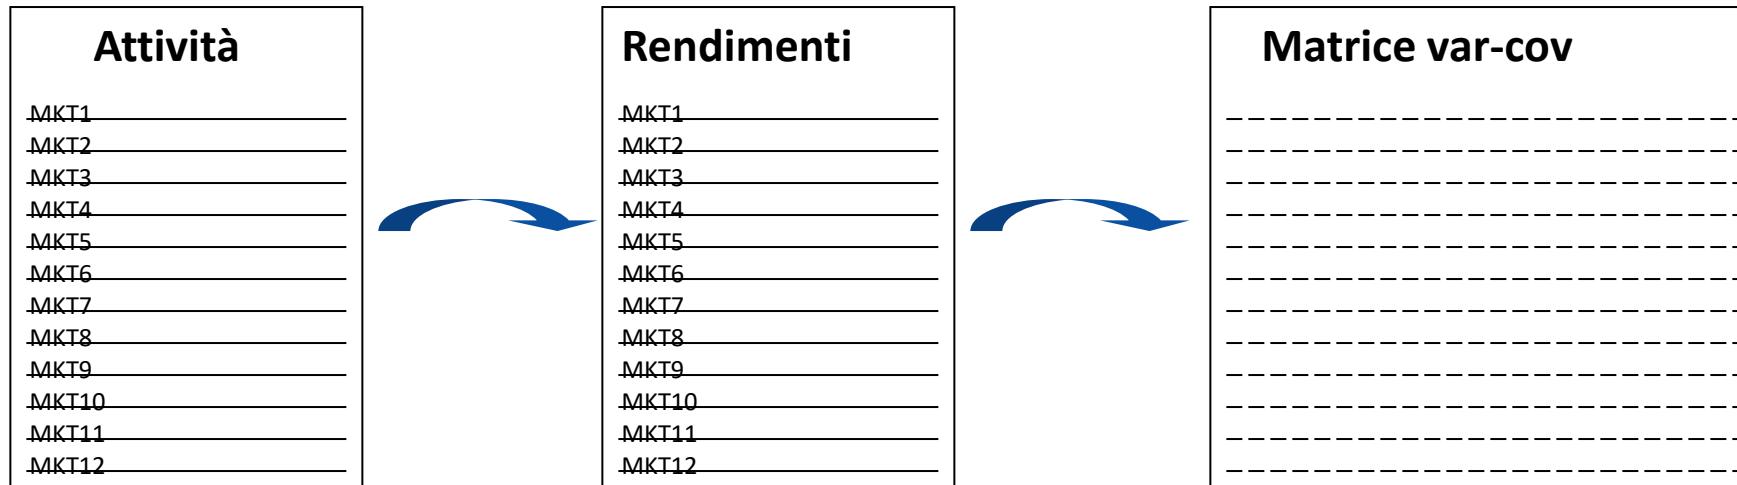 Attività
MKT1
MKT2
MKT3
MKT4
MKT5
MKT6
MKT7
MKT8
MKT9
MKT10
MKT11
MKT12
Rendimenti
MKT1
MKT2
MKT3
MKT4
MKT5
MKT6
MKT7
MKT8
MKT9
MKT10
MKT11
MKT12
Matrice var-cov